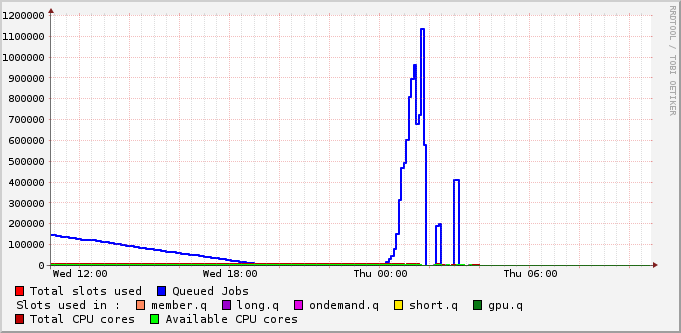 1200000
1100000
1000000
900000
800000
700000
600000
500000
400000
300000
200000
100000
0
Wed 12:00 Wed 18:00 Thu 00:00 Thu 06:00
RRDTOOL / TOBI OETIKER
Total slots used Queued Jobs
Slots used in : member.q long.q ondemand.q short.q gpu.q
Total CPU cores Available CPU cores